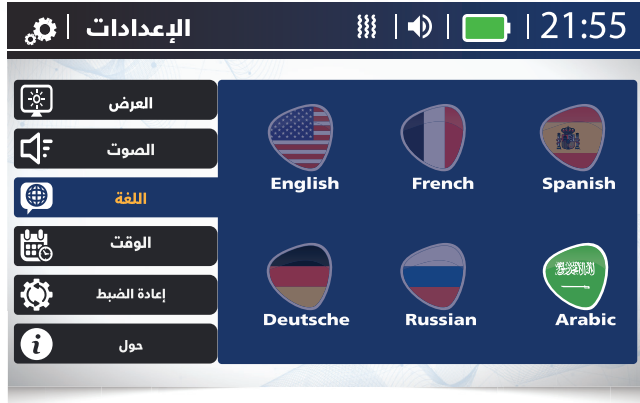 الإعدادات
21:55
العرض
الصوت
اللغة
الوقت
إعادة الضبط
حول
English
French
Spanish
Deutsche
Russian
Arabic